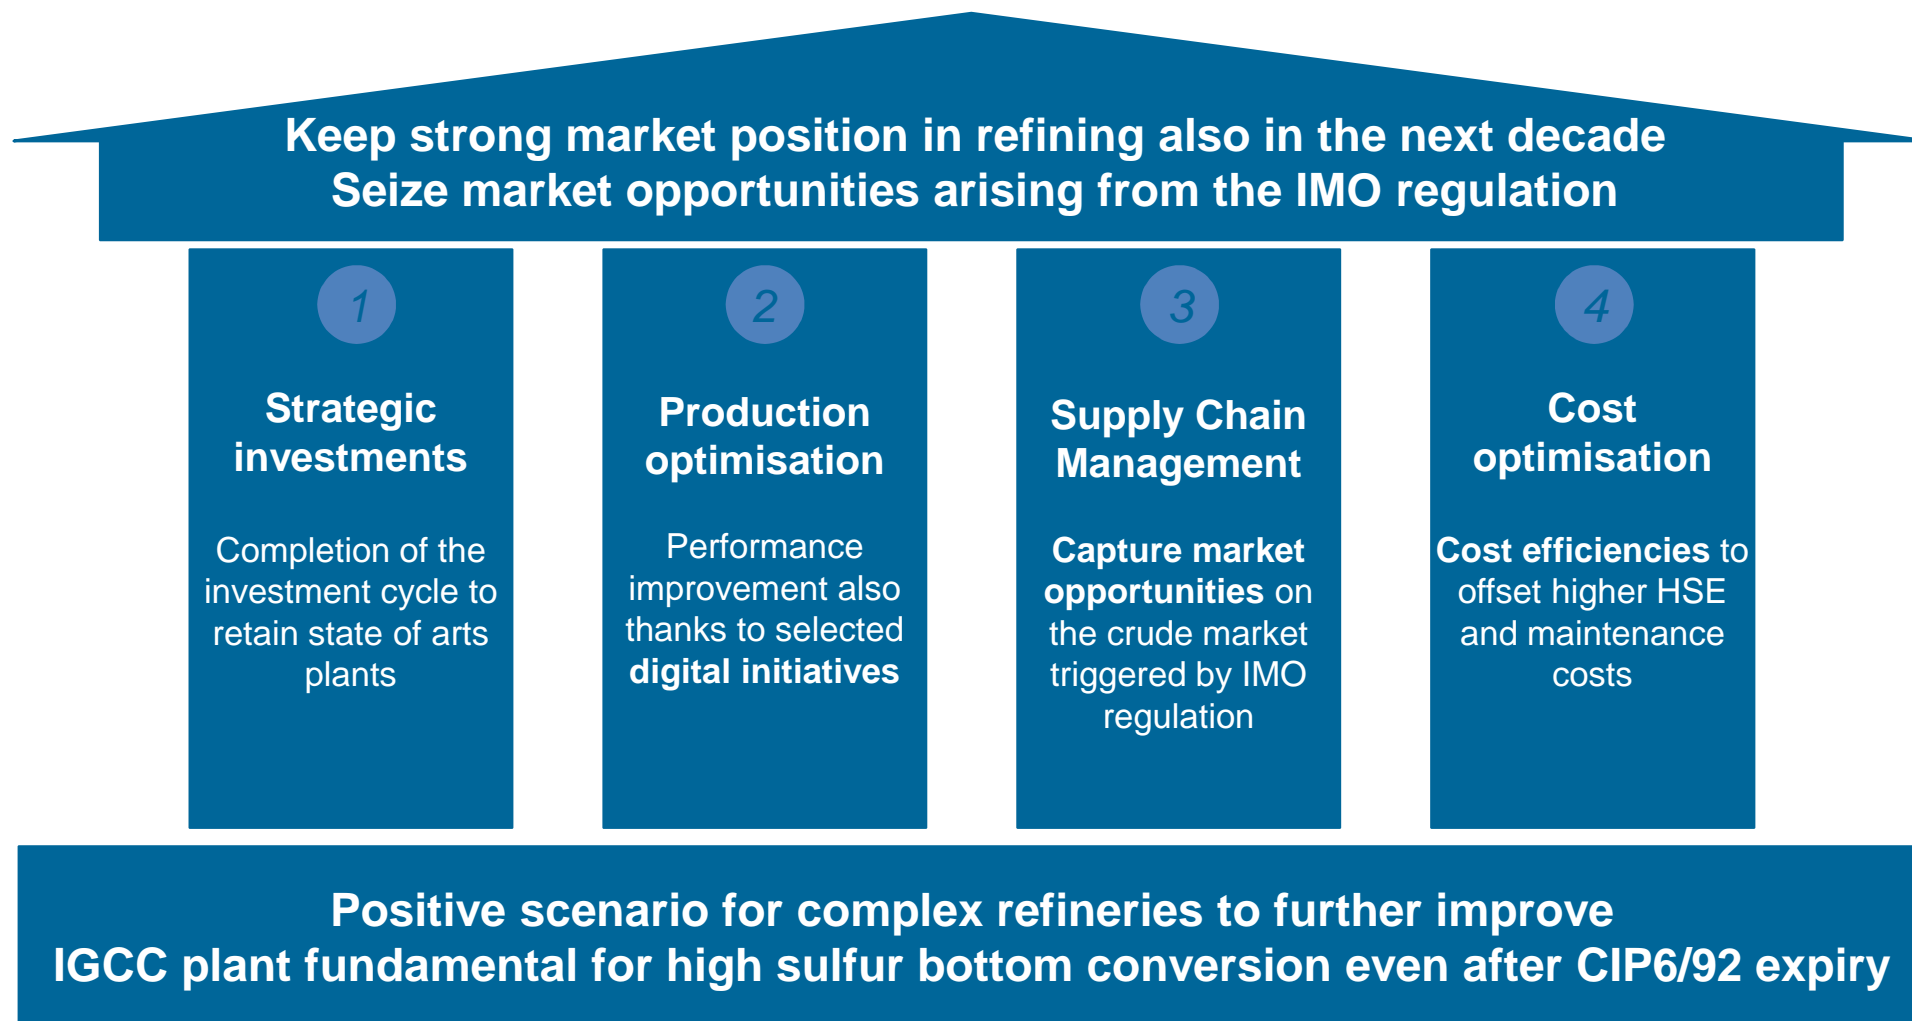 Keep strong market position in refining also in the next decade
Seize market opportunities arising from the IMO regulation
1
Strategic
investments
Completion of the
investment cycle to
retain state of arts
plants
2
Production
optimisation
Performance
improvement also
thanks to selected
digital initiatives
3
Supply Chain
Management
Capture market
opportunities on
the crude market
triggered by IMO
regulation
4
Cost
optimisation
Cost efficiencies to
offset higher HSE
and maintenance
costs
Positive scenario for complex refineries to further improve
IGCC plant fundamental for high sulfur bottom conversion even after CIP6/92 expiry